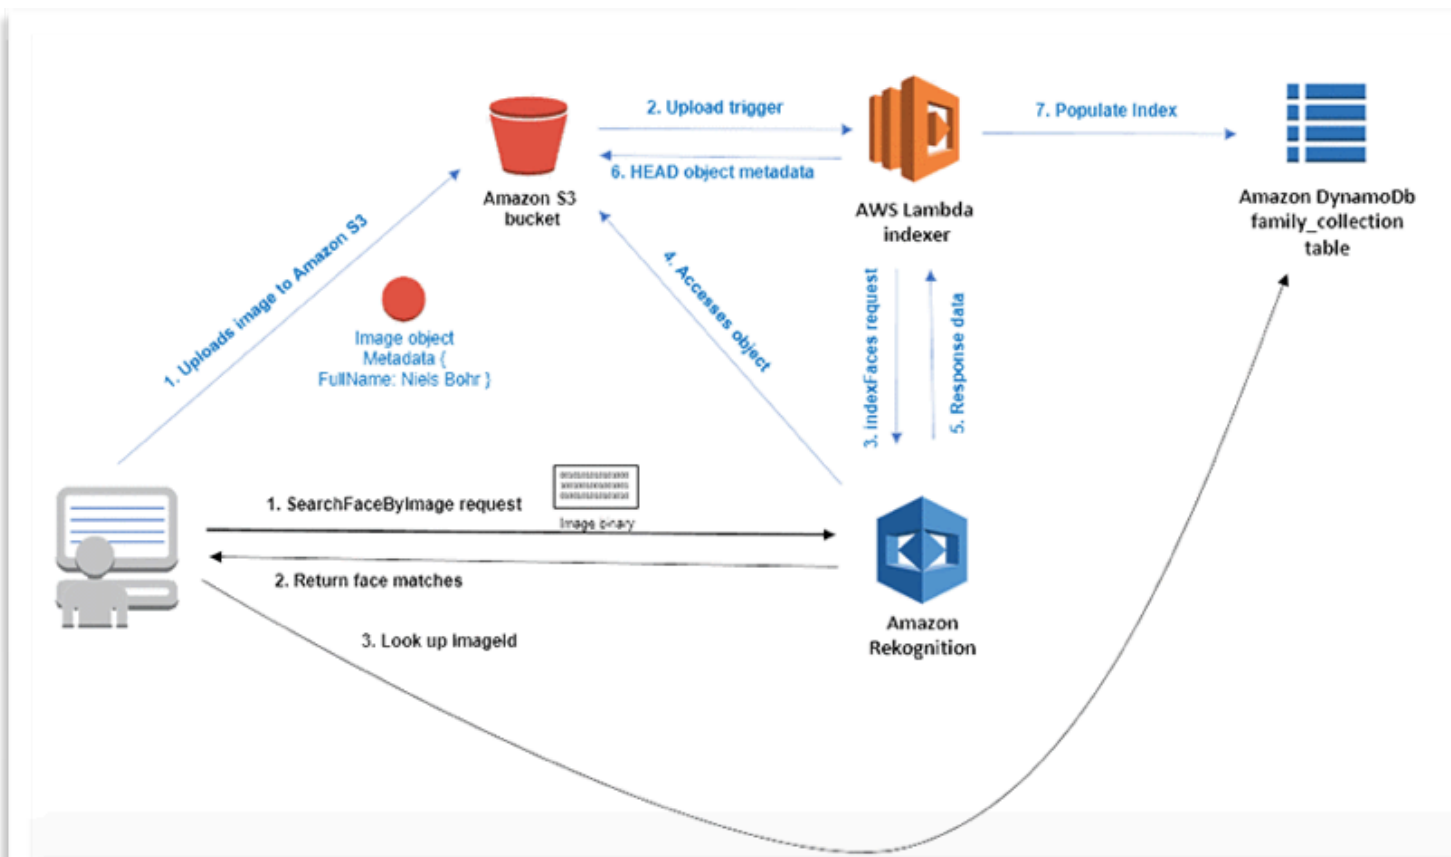 2. Upload trigger
7. Populate Index
6. HEAD object metadata
Amazon S3
bucket
AWS Lambda
indexer
Amazon DynamoDb
family_collection
table
1. Uploads image to Amazon S3
4. Accesses object
3. IndexFaces request
5. Response data
Image object
Metadata {
FullName: Niels Bohr }
1. SearchFaceByImage request
Image binary
2. Return face matches
3. Look up ImageId
Amazon
Rekognition